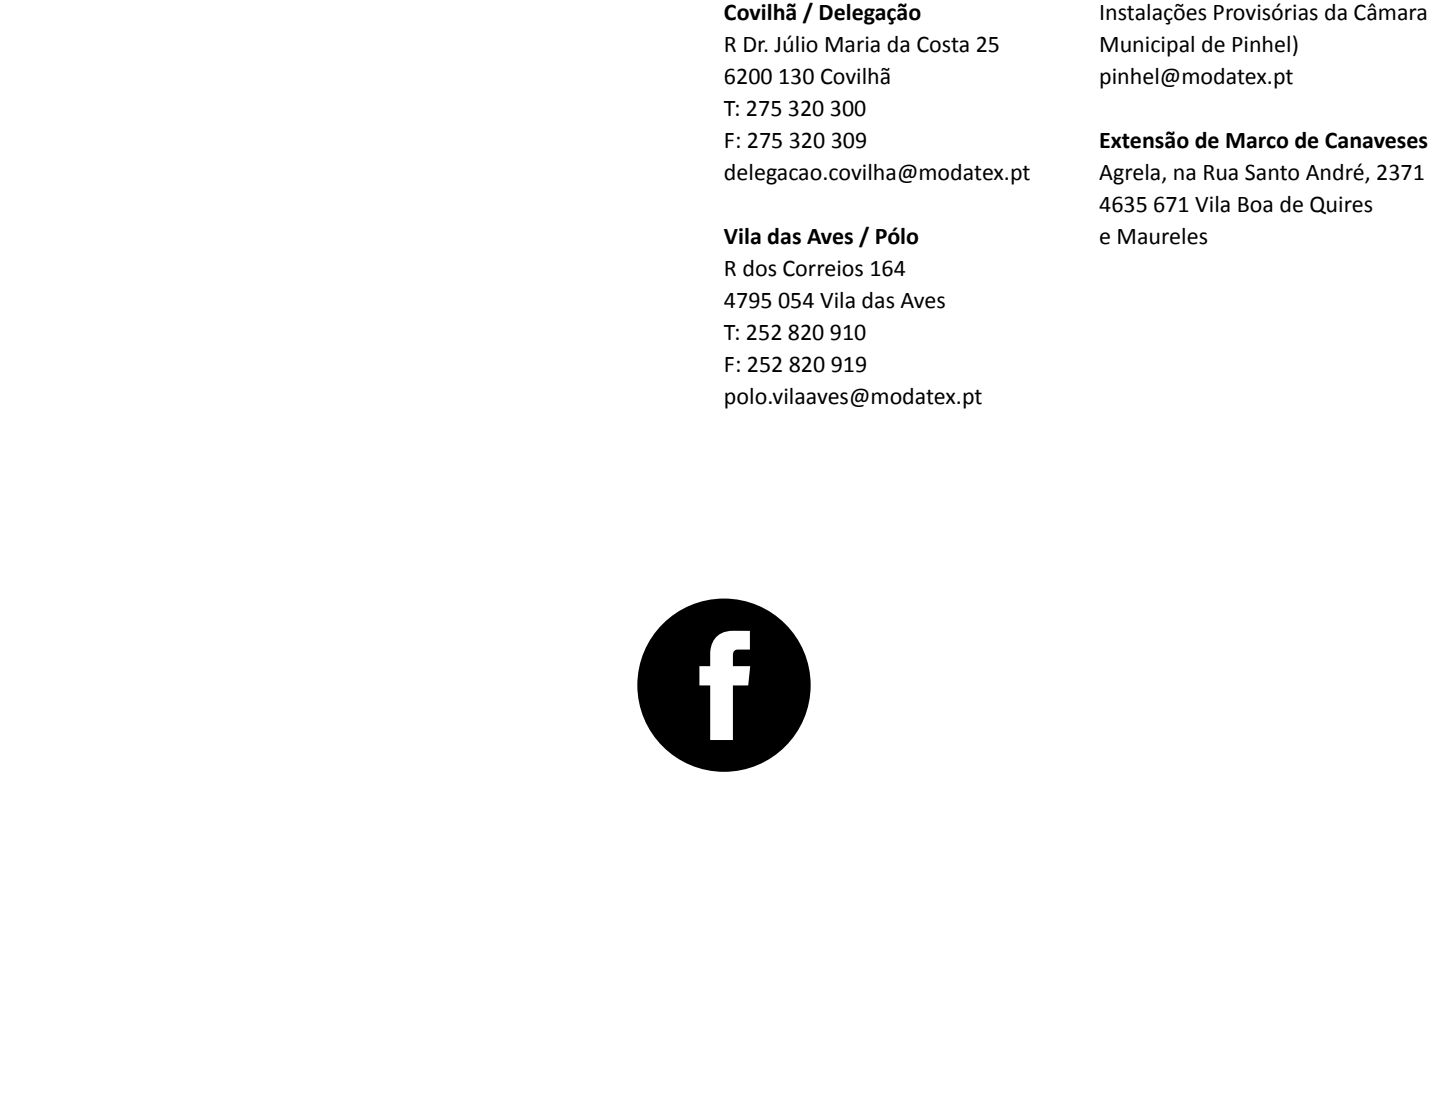 Covilhã / Delegação
R Dr. Júlio Maria da Costa 25
6200 130 Covilhã
T: 275 320 300
F: 275 320 309
delegacao.covilha@modatex.pt
Vila das Aves / Pólo
R dos Correios 164
4795 054 Vila das Aves
T: 252 820 910
F: 252 820 919
polo.vilaaves@modatex.pt
Instalações Provisórias da Câmara
Municipal de Pinhel)
pinhel@modatex.pt
Extensão de Marco de Canaveses
Agrela, na Rua Santo André, 2371
4635 671 Vila Boa de Quires
e Maureles
f